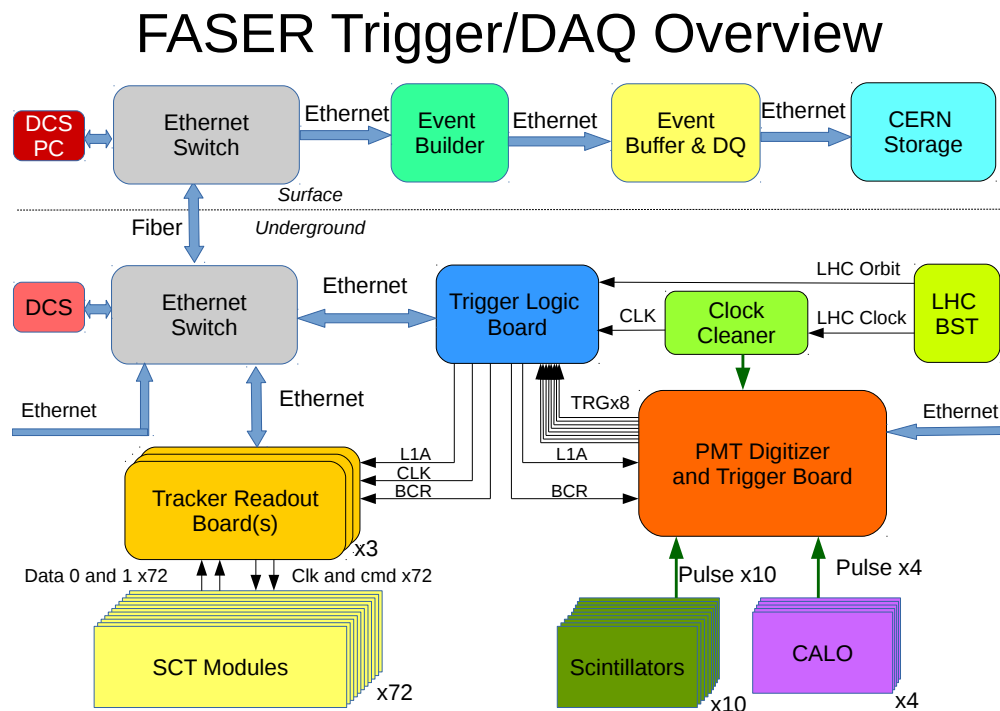 FASER Trigger/DAQ Overview
DCS
PC
Ethernet
Switch
Ethernet
Event
Builder
Ethernet
Event
Buffer & DQ
Ethernet
CERN
Storage
Surface
Fiber
Underground
DCS
Ethernet
Switch
Ethernet
Trigger Logic
Board
LHC Orbit
CLK
Clock
Cleaner
LHC Clock
LHC
BST
Ethernet
Ethernet
TRGx8
L1A
CLK
BCR
L1A
BCR
PMT Digitizer
and Trigger Board
Ethernet
Tracker Readout
Board(s)
x3
Data 0 and 1 x72
Clk and cmd x72
Pulse x10
Pulse x4
SCT Modules
x72
Scintillators
x10
CALO
x4